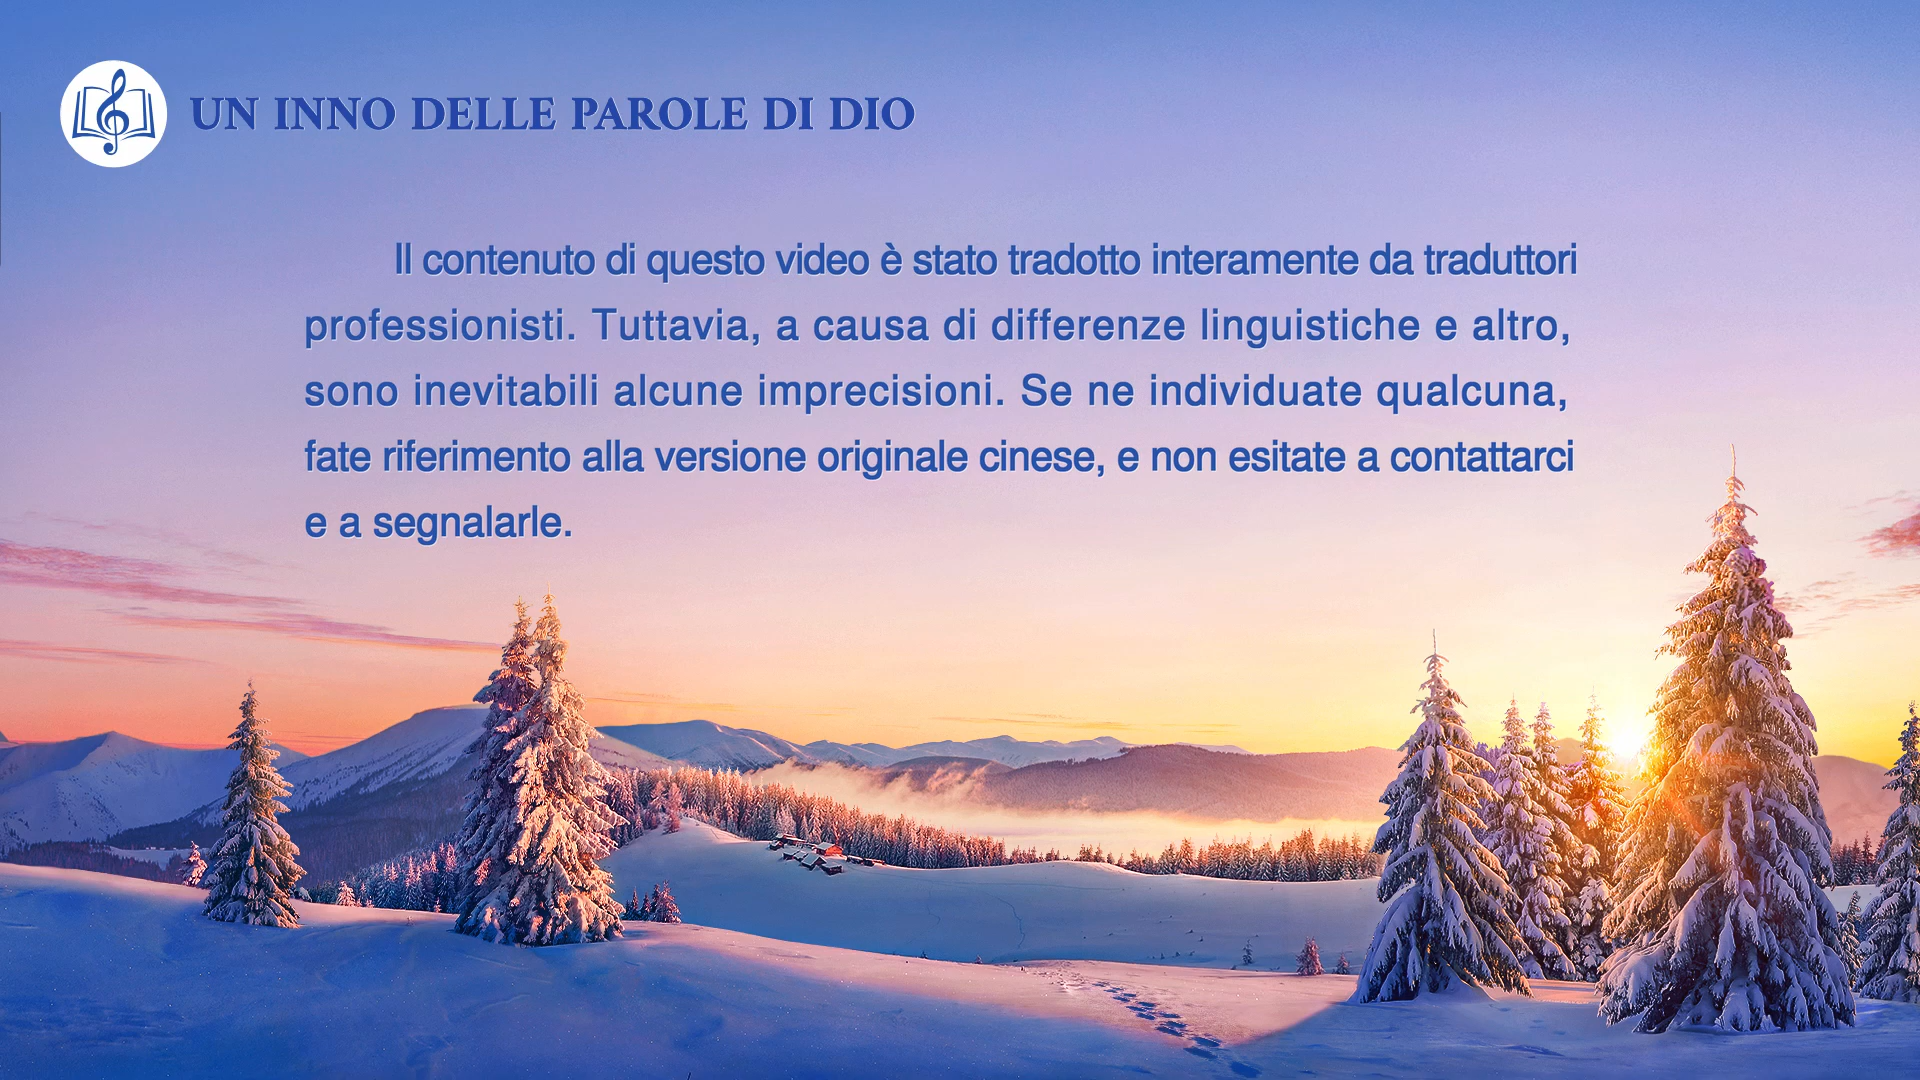 UN INNO DELLE PAROLE DI DIO
Il contenuto di questo video è stato tradotto interamente da traduttori
professionisti. Tuttavia, a causa di differenze linguistiche e altro,
sono inevitabili alcune imprecisioni. Se ne individuate qualcuna,
fate riferimento alla versione originale cinese, e non esitate a contattarci
e a segnalarle.